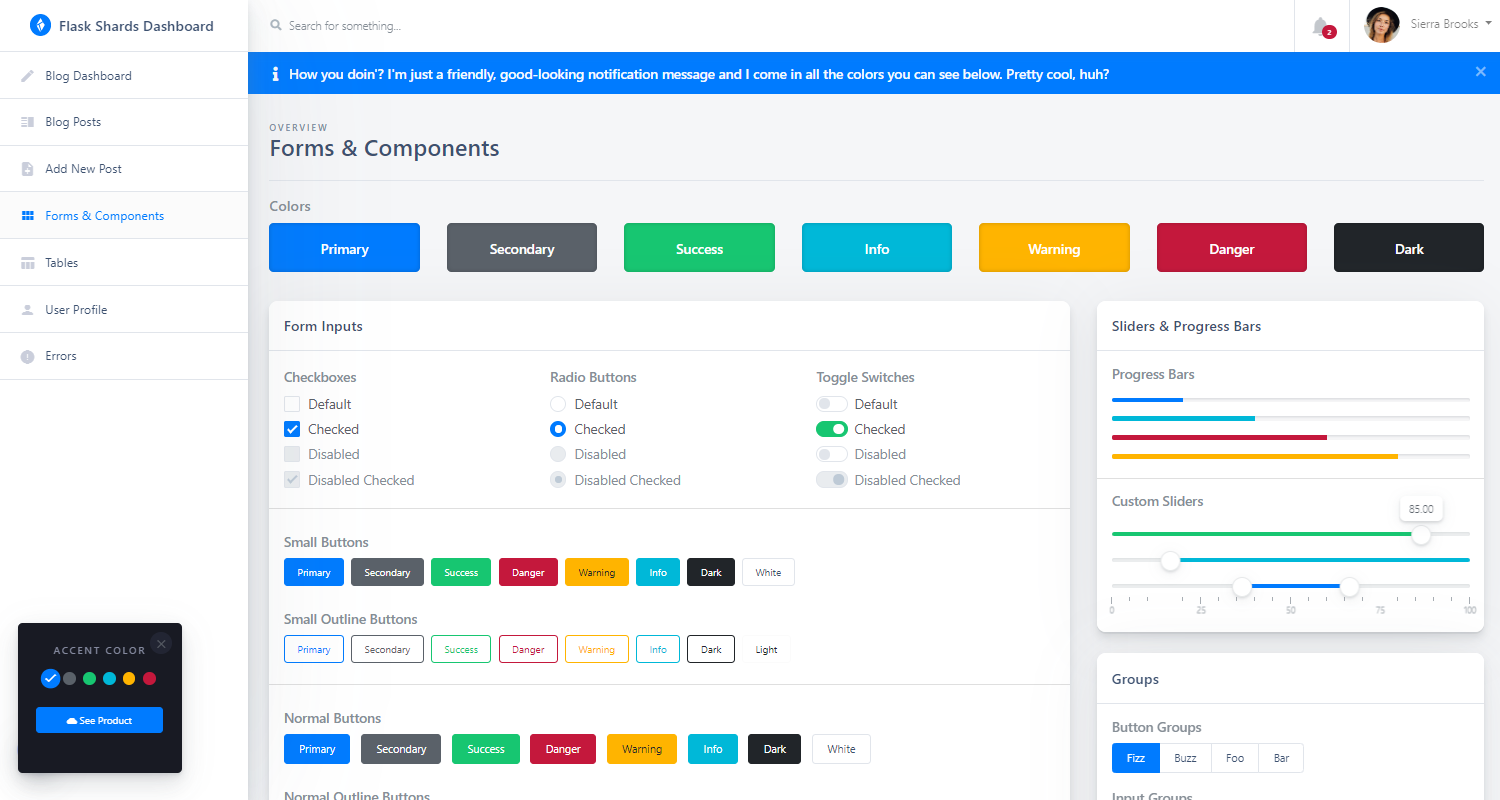 Flask Shards Dashboard
Search for something...
2
Sierra Brooks
Blog Dashboard
Blog Posts
Add New Post
Forms & Components
Tables
User Profile
Errors
ACCENT COLOR
See Product
How you doin'? I'm just a friendly, good-looking notification message and I come in all the colors you can see below. Pretty cool, huh?
OVERVIEW
Forms & Components
Colors
Primary Secondary Success Info Warning Danger Dark
Form Inputs
Checkboxes Radio Buttons Toggle Switches
Default Default Default
Checked Checked Checked
Disabled Disabled Disabled
Disabled Checked Disabled Checked Disabled Checked
Small Buttons
Primary Secondary Success Danger Warning Info Dark White
Small Outline Buttons
Primary Secondary Success Danger Warning Info Dark Light
Normal Buttons
Primary Secondary Success Danger Warning Info Dark White
Normal Outline Buttons
Sliders & Progress Bars
Progress Bars
Custom Sliders
85.00
0 25 50 75 100
Groups
Button Groups
Fizz Buzz Foo Bar
Input Groups